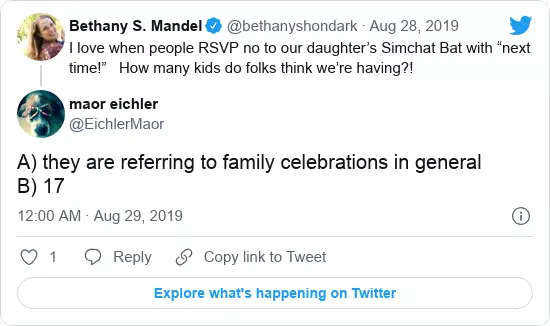 Bethany S. Mandel @bethanyshondark · Aug 28, 2019
I love when people RSVP no to our daughter’s Simchat Bat with “next
time!” How many kids do folks think we’re having?!
maor eichler
@EichlerMaor
A) they are referring to family celebrations in general
B) 17
12:00 AM · Aug 29, 2019
1 Reply Copy link to Tweet
Explore what's happening on Twitter